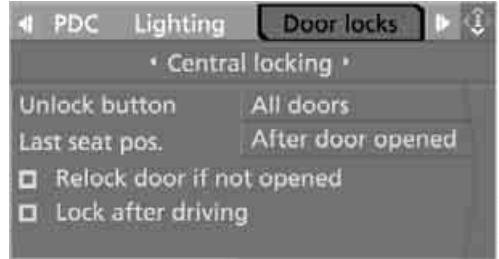 PDC Lighting Door locks
Central locking
Unlock button All doors
Last seat pos. After door opened
Relock door if not opened
Lock after driving